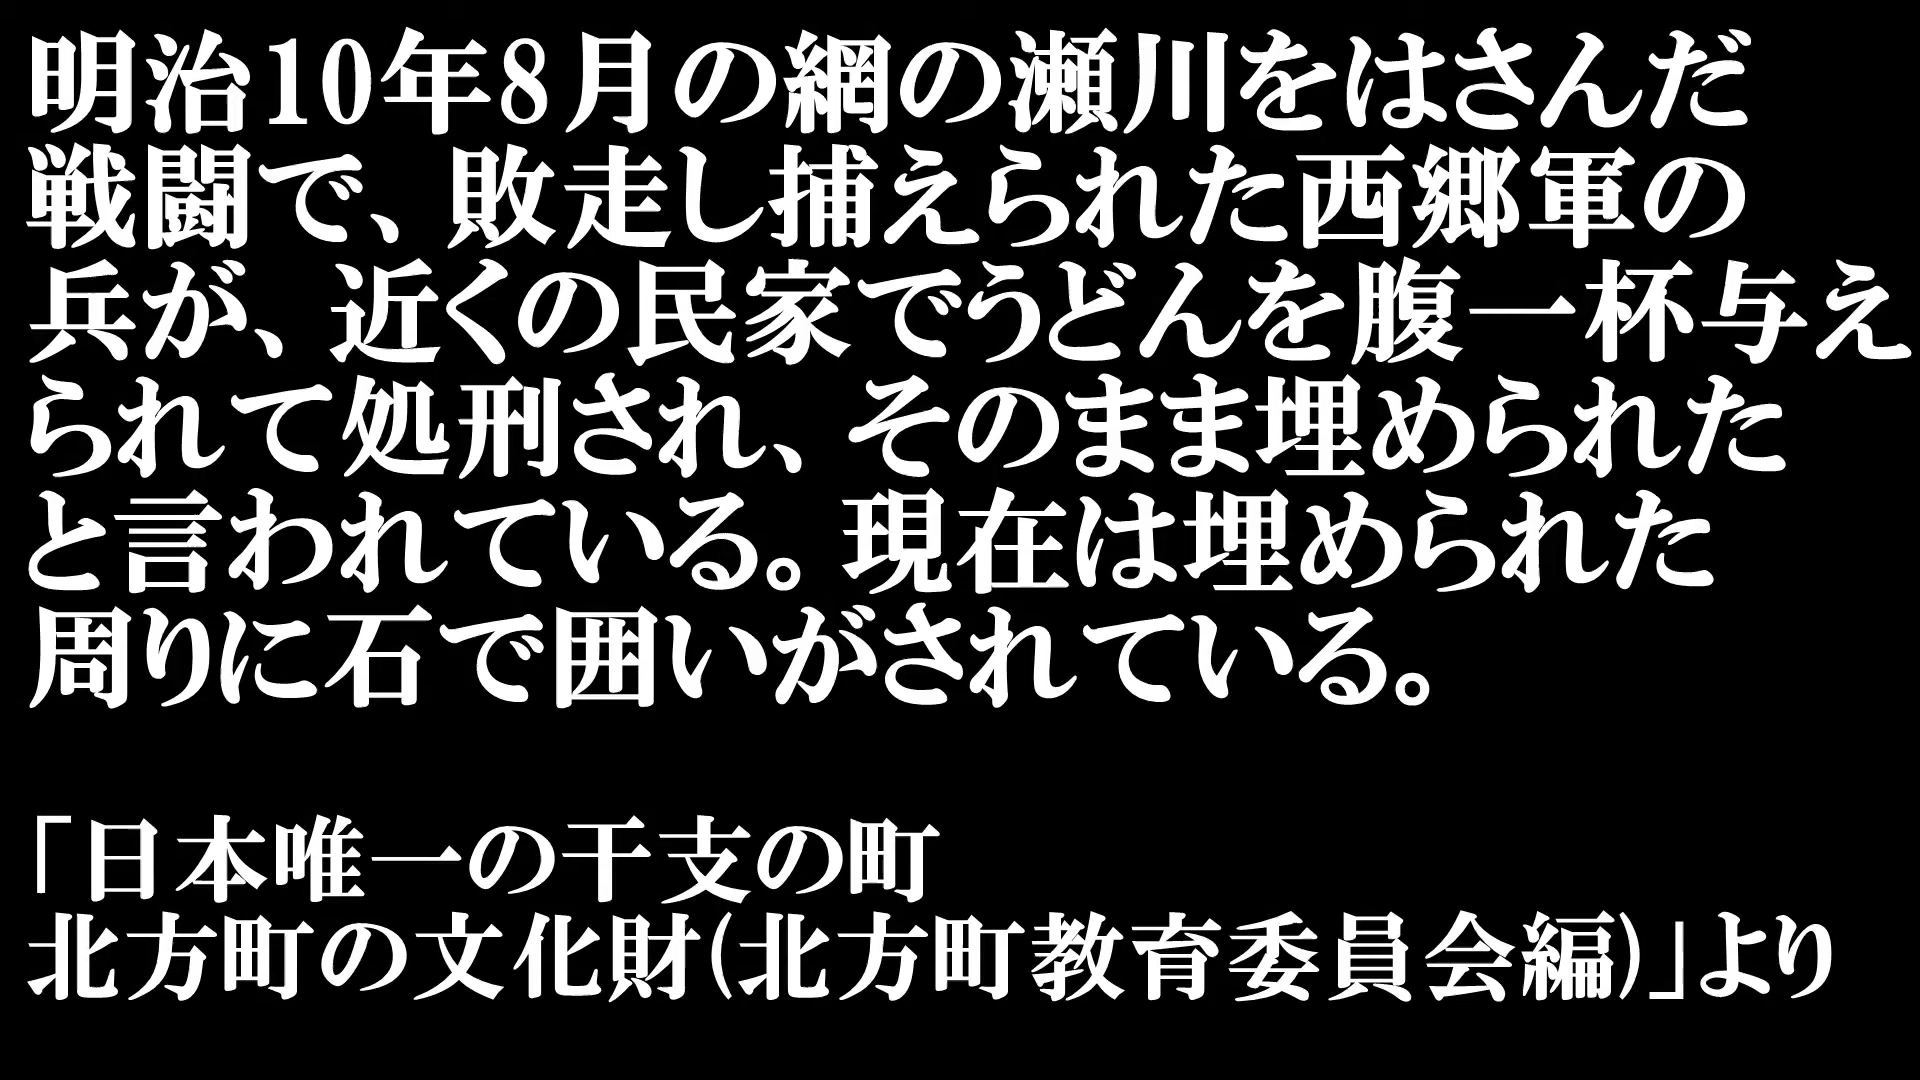 明治10年8月の網の瀬川をはさんだ
戦闘で、敗走し捕えられた西郷軍の
兵が、近くの民家でうどんを腹一杯与え
られて処刑され、そのまま埋められた
と言われている。現在は埋められた
周りに石で囲いがされている。
「日本唯一の干支の町
北方町の文化財(北方町教育委員会編)」より